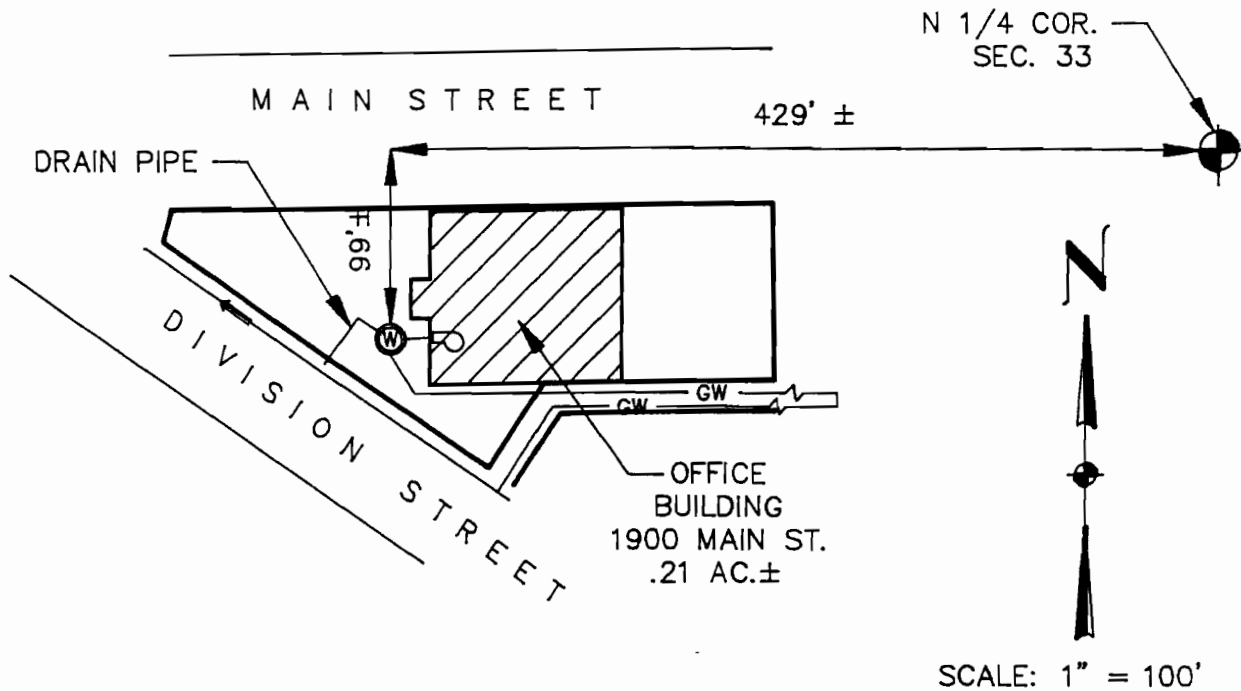 N 1/4 COR.
SEC. 33
MAIN STREET
429' ±
DRAIN PIPE
99'±
N
W
GW
GW
DIVISION STREET
OFFICE
BUILDING
1900 MAIN ST.
.21 AC.±
SCALE: 1" = 100'